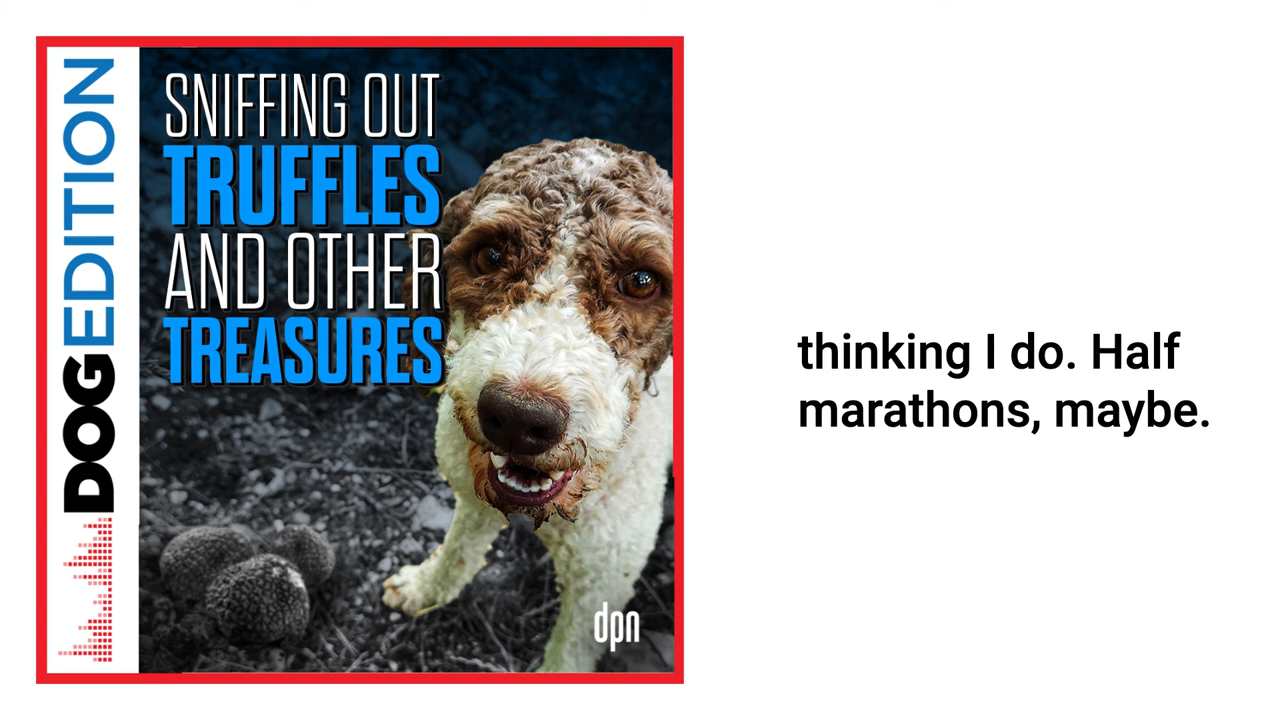 DOGEDITION
SNIFFING OUT
TRUFFLES
AND OTHER
TREASURES
dpn
thinking I do. Half
marathons, maybe.